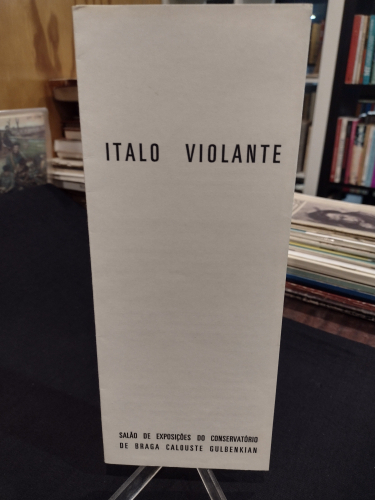 ITALO VIOLANTE
SALÃO DE EXPOSIÇÕES DO CONSERVATÓRIO
DE BRAGA CALOUSTE GULBENKIAN